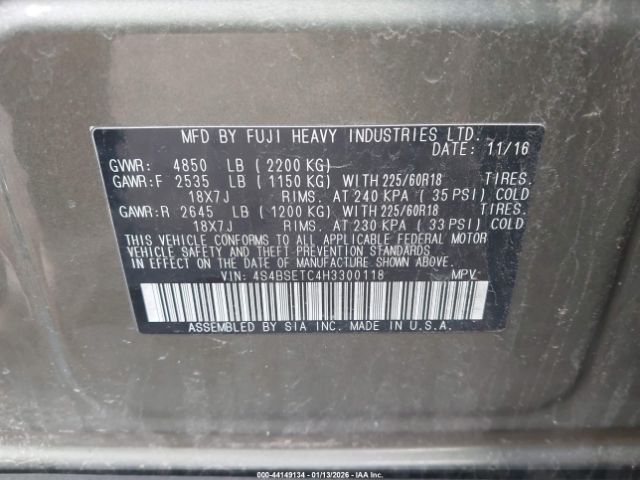 MFD BY FUJI HEAVY INDUSTRIES LTD.
DATE: 11/16
GVWR: 4850 LB (2200 KG)
GAWR:F 2535 LB (1150 KG) WITH 225/60R18 TIRES.
18X7J RIMS. AT 240 KPA (35 PSI) COLD
GAWR:R 2645 LB (1200 KG) WITH 225/60R18 TIRES.
18X7J RIMS. AT 230 KPA (33 PSI) COLD
THIS VEHICLE CONFORMS TO ALL APPLICABLE FEDERAL MOTOR
VEHICLE SAFETY AND THEFT PREVENTION STANDARDS
IN EFFECT ON THE DATE OF MANUFACTURE SHOWN ABOVE.
VIN: 4S4BSETC4H3300118 MPV
ASSEMBLED BY SIA INC. MADE IN U.S.A.
000-44149134 - 01/13/2026 - IAA IAAI